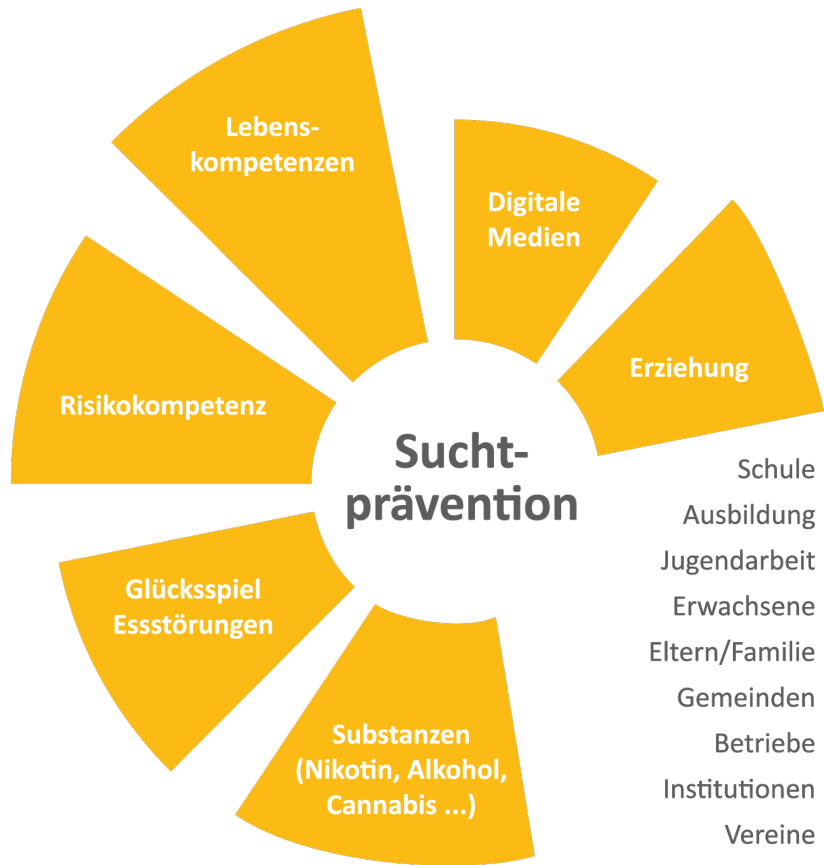 Lebens-
kompetenzen
Digitale
Medien
Erziehung
Risikokompetenz
Sucht-
prävention
Glücksspiel
Essstörungen
Substanzen
(Nikotin, Alkohol,
Cannabis ...)
Schule
Ausbildung
Jugendarbeit
Erwachsene
Eltern/Familie
Gemeinden
Betriebe
Institutionen
Vereine